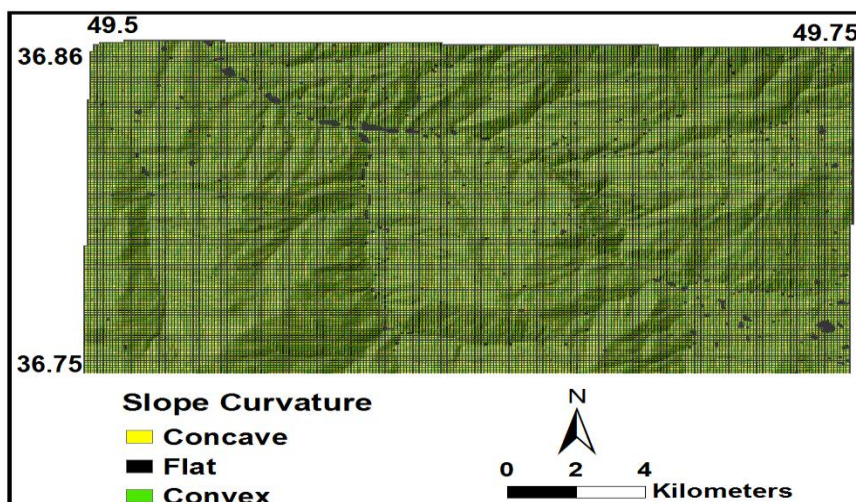 49.5
49.75
36.86
36.75
Slope Curvature
Concave
Flat
Convex
N
0 2 4
Kilometers